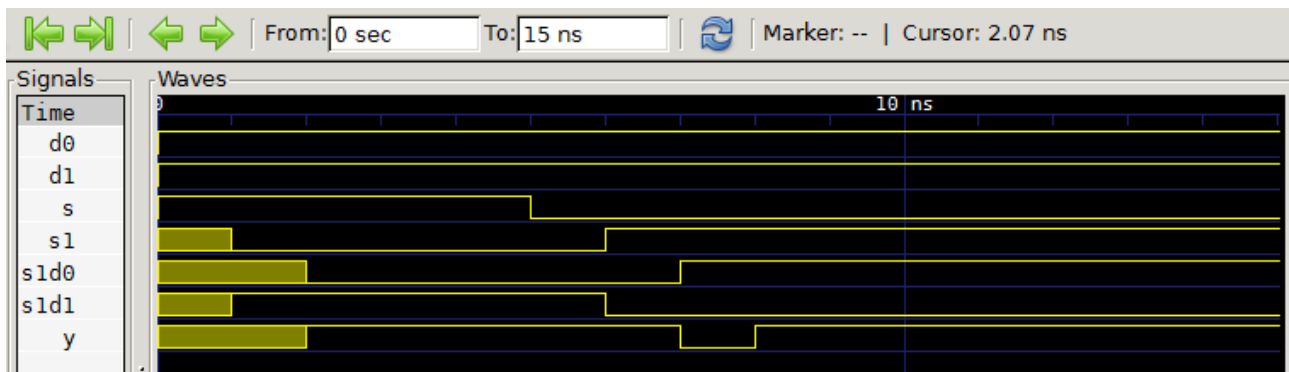 From: 0 sec To: 15 ns Marker: -- | Cursor: 2.07 ns
Signals Waves
Time 0 10 ns
d0
d1
s
s1
s1d0
s1d1
y